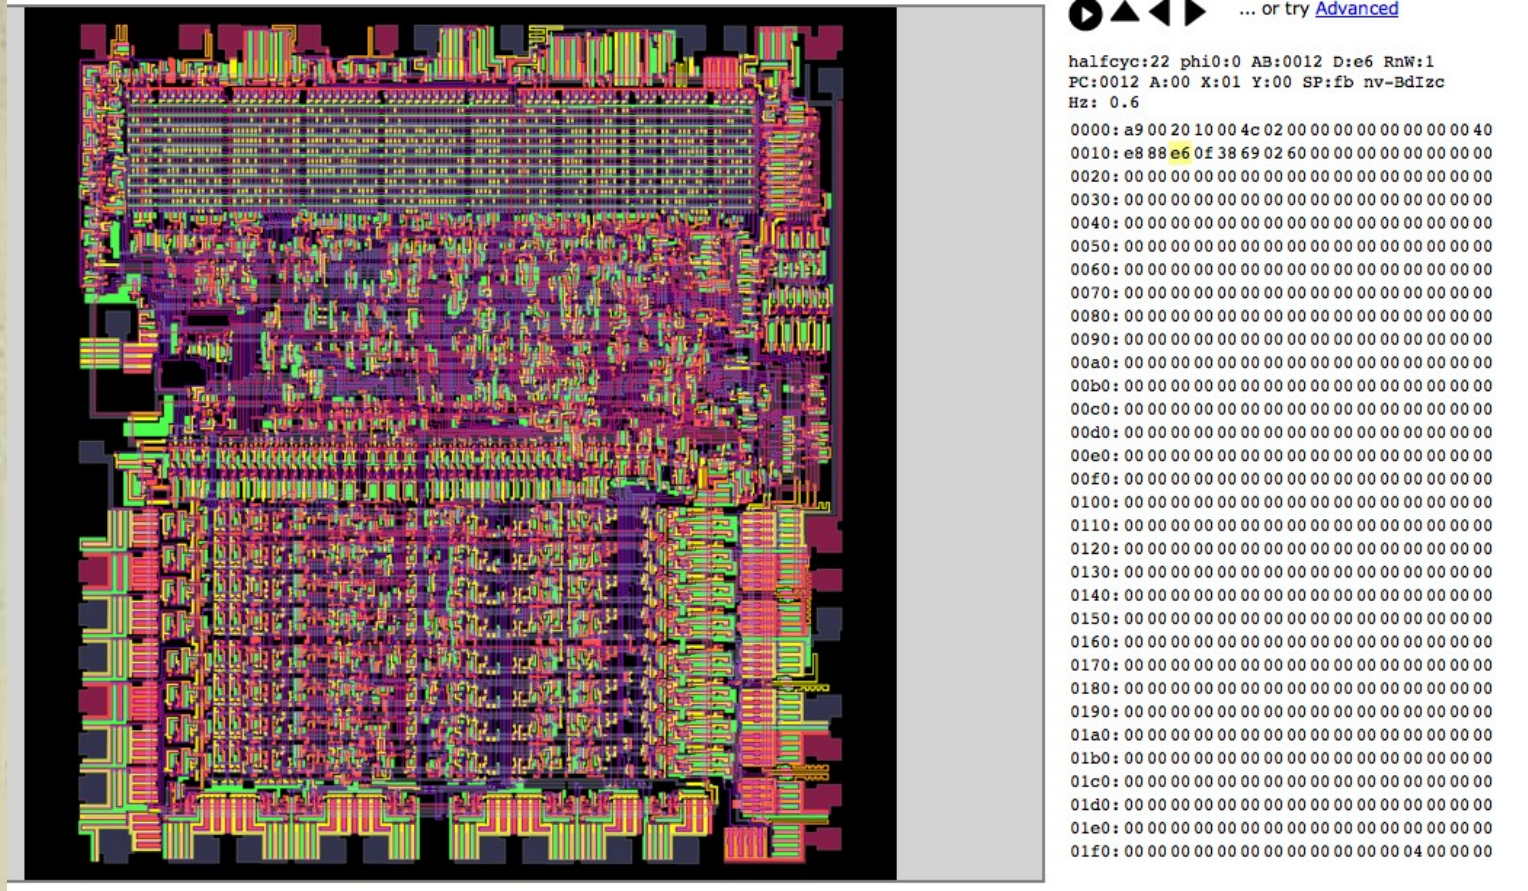 ... or try Advanced
halfcyc:22 phi0:0 AB:0012 D:e6 RnW:1
PC:0012 A:00 X:01 Y:00 SP:fb nv-BdIzc
Hz: 0.6
0000: a9 00 20 10 00 4c 02 00 00 00 00 00 00 00 00 40
0010: e8 88 e6 0f 38 69 02 60 00 00 00 00 00 00 00 00
0020: 00 00 00 00 00 00 00 00 00 00 00 00 00 00 00 00
0030: 00 00 00 00 00 00 00 00 00 00 00 00 00 00 00 00
0040: 00 00 00 00 00 00 00 00 00 00 00 00 00 00 00 00
0050: 00 00 00 00 00 00 00 00 00 00 00 00 00 00 00 00
0060: 00 00 00 00 00 00 00 00 00 00 00 00 00 00 00 00
0070: 00 00 00 00 00 00 00 00 00 00 00 00 00 00 00 00
0080: 00 00 00 00 00 00 00 00 00 00 00 00 00 00 00 00
0090: 00 00 00 00 00 00 00 00 00 00 00 00 00 00 00 00
00a0: 00 00 00 00 00 00 00 00 00 00 00 00 00 00 00 00
00b0: 00 00 00 00 00 00 00 00 00 00 00 00 00 00 00 00
00c0: 00 00 00 00 00 00 00 00 00 00 00 00 00 00 00 00
00d0: 00 00 00 00 00 00 00 00 00 00 00 00 00 00 00 00
00e0: 00 00 00 00 00 00 00 00 00 00 00 00 00 00 00 00
00f0: 00 00 00 00 00 00 00 00 00 00 00 00 00 00 00 00
0100: 00 00 00 00 00 00 00 00 00 00 00 00 00 00 00 00
0110: 00 00 00 00 00 00 00 00 00 00 00 00 00 00 00 00
0120: 00 00 00 00 00 00 00 00 00 00 00 00 00 00 00 00
0130: 00 00 00 00 00 00 00 00 00 00 00 00 00 00 00 00
0140: 00 00 00 00 00 00 00 00 00 00 00 00 00 00 00 00
0150: 00 00 00 00 00 00 00 00 00 00 00 00 00 00 00 00
0160: 00 00 00 00 00 00 00 00 00 00 00 00 00 00 00 00
0170: 00 00 00 00 00 00 00 00 00 00 00 00 00 00 00 00
0180: 00 00 00 00 00 00 00 00 00 00 00 00 00 00 00 00
0190: 00 00 00 00 00 00 00 00 00 00 00 00 00 00 00 00
01a0: 00 00 00 00 00 00 00 00 00 00 00 00 00 00 00 00
01b0: 00 00 00 00 00 00 00 00 00 00 00 00 00 00 00 00
01c0: 00 00 00 00 00 00 00 00 00 00 00 00 00 00 00 00
01d0: 00 00 00 00 00 00 00 00 00 00 00 00 00 00 00 00
01e0: 00 00 00 00 00 00 00 00 00 00 00 00 00 00 00 00
01f0: 00 00 00 00 00 00 00 00 00 00 00 00 04 00 00 00